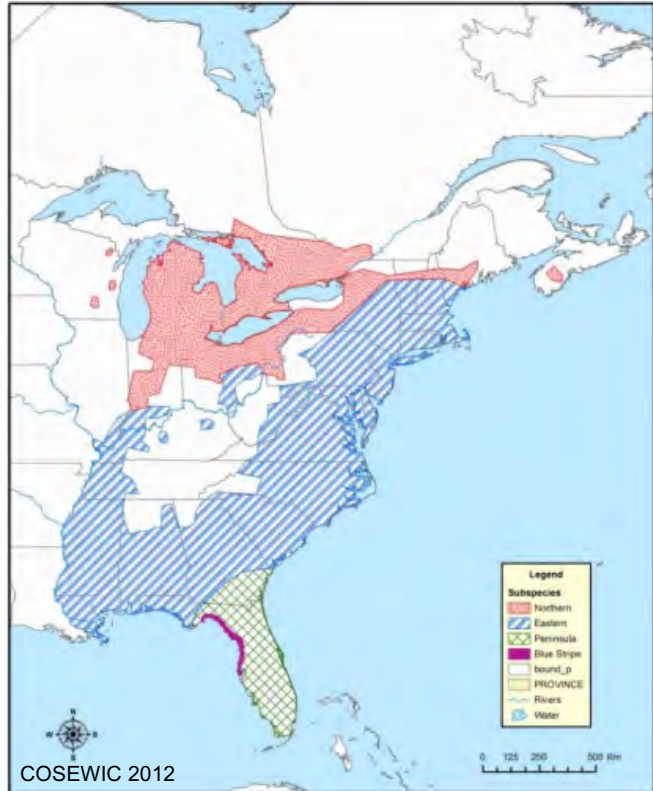 Legend
Subspecies
Northern
Eastern
Peninsula
Blue Stripe
bound_p
PROVINCE
Rivers
Water
N
W E
S
0 125 250 500 Km
COSEWIC 2012